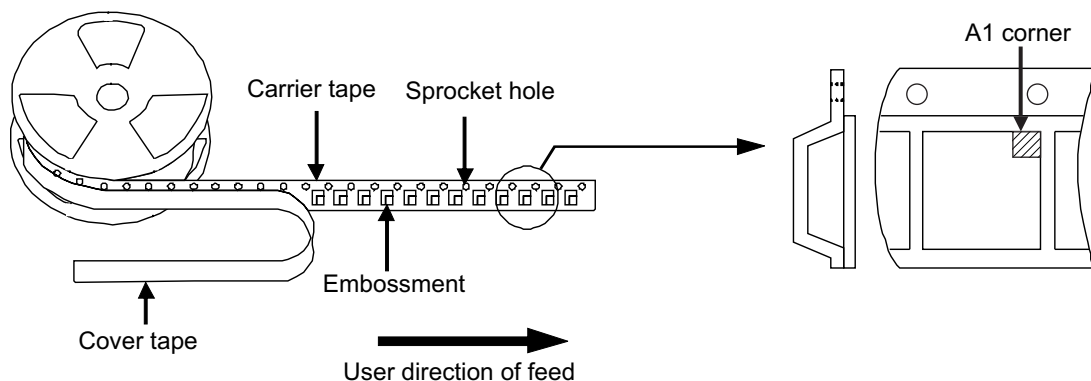 A1 corner
Carrier tape
Sprocket hole
Embossment
Cover tape
User direction of feed